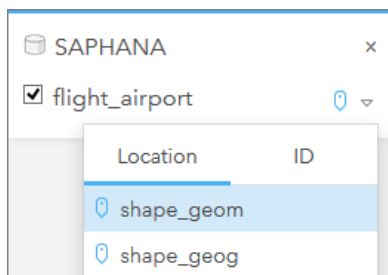 SAPHANA ×
flight_airport
Location ID
shape_geom
shape_geog